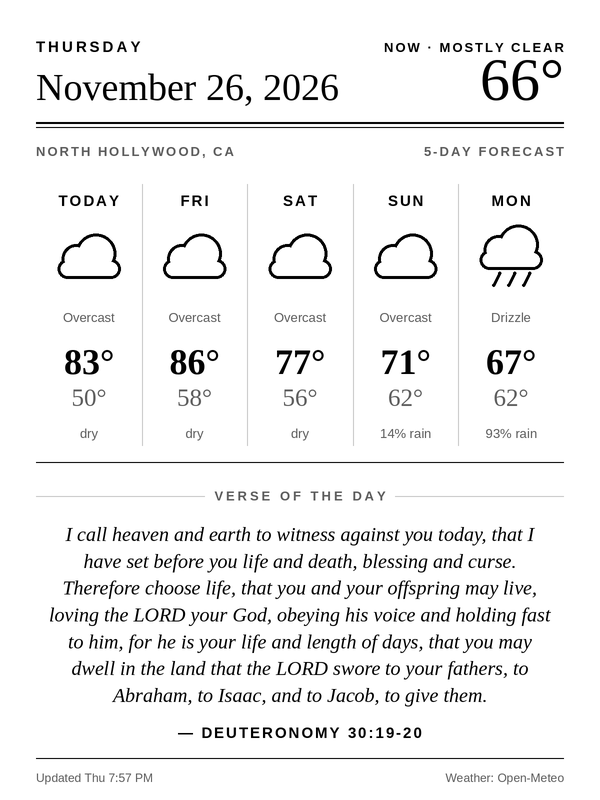 THURSDAY
NOW · MOSTLY CLEAR
November 26, 2026
66°
NORTH HOLLYWOOD, CA
5-DAY FORECAST
TODAY FRI SAT SUN MON
Overcast Overcast Overcast Overcast Drizzle
83° 86° 77° 71° 67°
50° 58° 56° 62° 62°
dry dry dry 14% rain 93% rain
VERSE OF THE DAY
I call heaven and earth to witness against you today, that I
have set before you life and death, blessing and curse.
Therefore choose life, that you and your offspring may live,
loving the LORD your God, obeying his voice and holding fast
to him, for he is your life and length of days, that you may
dwell in the land that the LORD swore to your fathers, to
Abraham, to Isaac, and to Jacob, to give them.
— DEUTERONOMY 30:19-20
Updated Thu 7:57 PM
Weather: Open-Meteo